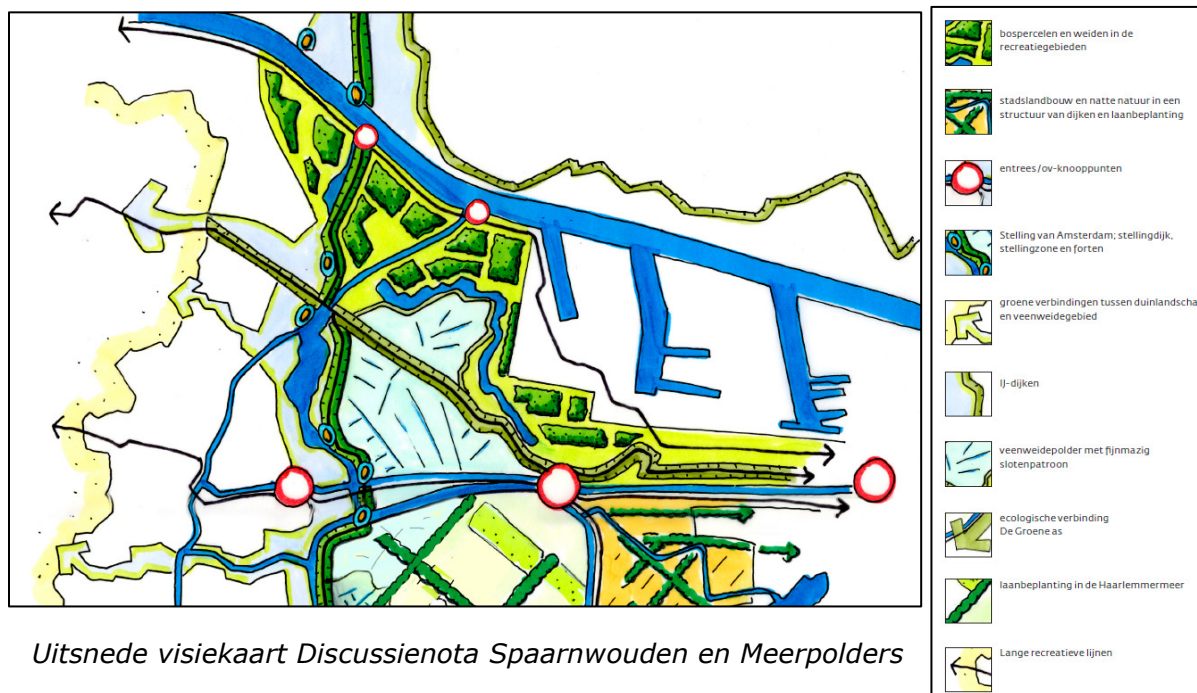 bospercelen en weiden in de
recreatiegebieden
stadslandbouw en natte natuur in een
structuur van dijken en laanbeplanting
entrees/ov-knooppunten
Stelling van Amsterdam; stellingdijk,
stellingzone en forten
groene verbindingen tussen duinlandscha
en veenweidegebied
IJ-dijken
veenweidepolder met fijnmazig
slotenpatroon
ecologische verbinding
De Groene as
laanbeplanting in de Haarlemmermeer
Lange recreatieve lijnen
Uitsnede visiekaart Discussienota Spaarnwouden en Meerpolders